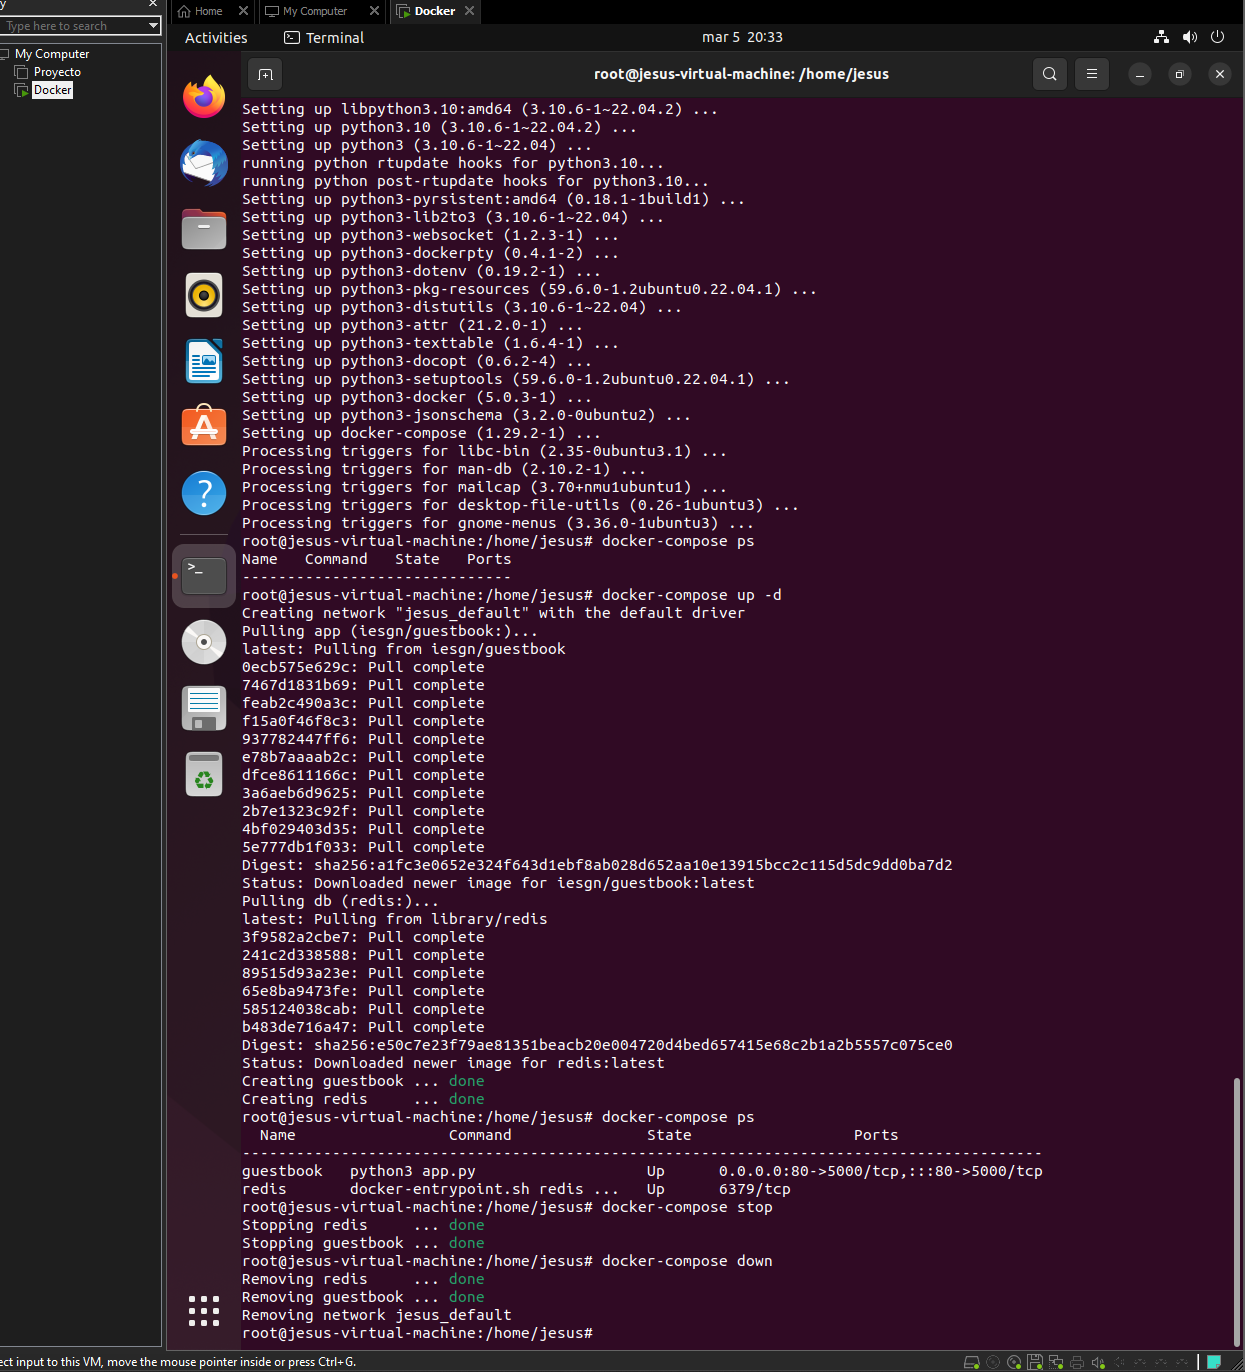 y
Home
My Computer
Docker
Type here to search
My Computer
Proyecto
Docker
Activities
Terminal
mar 5 20:33
root@jesus-virtual-machine: /home/jesus
Setting up libpython3.10:amd64 (3.10.6-1~22.04.2) ...
Setting up python3.10 (3.10.6-1~22.04.2) ...
Setting up python3 (3.10.6-1~22.04) ...
running python rtupdate hooks for python3.10...
running python post-rtupdate hooks for python3.10...
Setting up python3-pyrsistent:amd64 (0.18.1-1build1) ...
Setting up python3-lib2to3 (3.10.6-1~22.04) ...
Setting up python3-websocket (1.2.3-1) ...
Setting up python3-dockerpty (0.4.1-2) ...
Setting up python3-dotenv (0.19.2-1) ...
Setting up python3-pkg-resources (59.6.0-1.2ubuntu0.22.04.1) ...
Setting up python3-distutils (3.10.6-1~22.04) ...
Setting up python3-attr (21.2.0-1) ...
Setting up python3-texttable (1.6.4-1) ...
Setting up python3-docopt (0.6.2-4) ...
Setting up python3-setuptools (59.6.0-1.2ubuntu0.22.04.1) ...
Setting up python3-docker (5.0.3-1) ...
Setting up python3-jsonschema (3.2.0-0ubuntu2) ...
Setting up docker-compose (1.29.2-1) ...
Processing triggers for libc-bin (2.35-0ubuntu3.1) ...
Processing triggers for man-db (2.10.2-1) ...
Processing triggers for mailcap (3.70+nmu1ubuntu1) ...
Processing triggers for desktop-file-utils (0.26-1ubuntu3) ...
Processing triggers for gnome-menus (3.36.0-1ubuntu3) ...
root@jesus-virtual-machine:/home/jesus# docker-compose ps
Name   Command   State   Ports
------------------------------
root@jesus-virtual-machine:/home/jesus# docker-compose up -d
Creating network "jesus_default" with the default driver
Pulling app (iesgn/guestbook:)...
latest: Pulling from iesgn/guestbook
0ecb575e629c: Pull complete
7467d1831b69: Pull complete
feab2c490a3c: Pull complete
f15a0f46f8c3: Pull complete
937782447ff6: Pull complete
e78b7aaaab2c: Pull complete
dfce8611166c: Pull complete
3a6aeb6d9625: Pull complete
2b7e1323c92f: Pull complete
4bf029403d35: Pull complete
5e777db1f033: Pull complete
Digest: sha256:a1fc3e0652e324f643d1ebf8ab028d652aa10e13915bcc2c115d5dc9dd0ba7d2
Status: Downloaded newer image for iesgn/guestbook:latest
Pulling db (redis:)...
latest: Pulling from library/redis
3f9582a2cbe7: Pull complete
241c2d338588: Pull complete
89515d93a23e: Pull complete
65e8ba9473fe: Pull complete
585124038cab: Pull complete
b483de716a47: Pull complete
Digest: sha256:e50c7e23f79ae81351beacb20e004720d4bed657415e68c2b1a2b5557c075ce0
Status: Downloaded newer image for redis:latest
Creating guestbook ... done
Creating redis     ... done
root@jesus-virtual-machine:/home/jesus# docker-compose ps
  Name                 Command               State                  Ports
-----------------------------------------------------------------------------------------
guestbook   python3 app.py                   Up      0.0.0.0:80->5000/tcp,:::80->5000/tcp
redis       docker-entrypoint.sh redis ...   Up      6379/tcp
root@jesus-virtual-machine:/home/jesus# docker-compose stop
Stopping redis     ... done
Stopping guestbook ... done
root@jesus-virtual-machine:/home/jesus# docker-compose down
Removing redis     ... done
Removing guestbook ... done
Removing network jesus_default
root@jesus-virtual-machine:/home/jesus#
ect input to this VM, move the mouse pointer inside or press Ctrl+G.